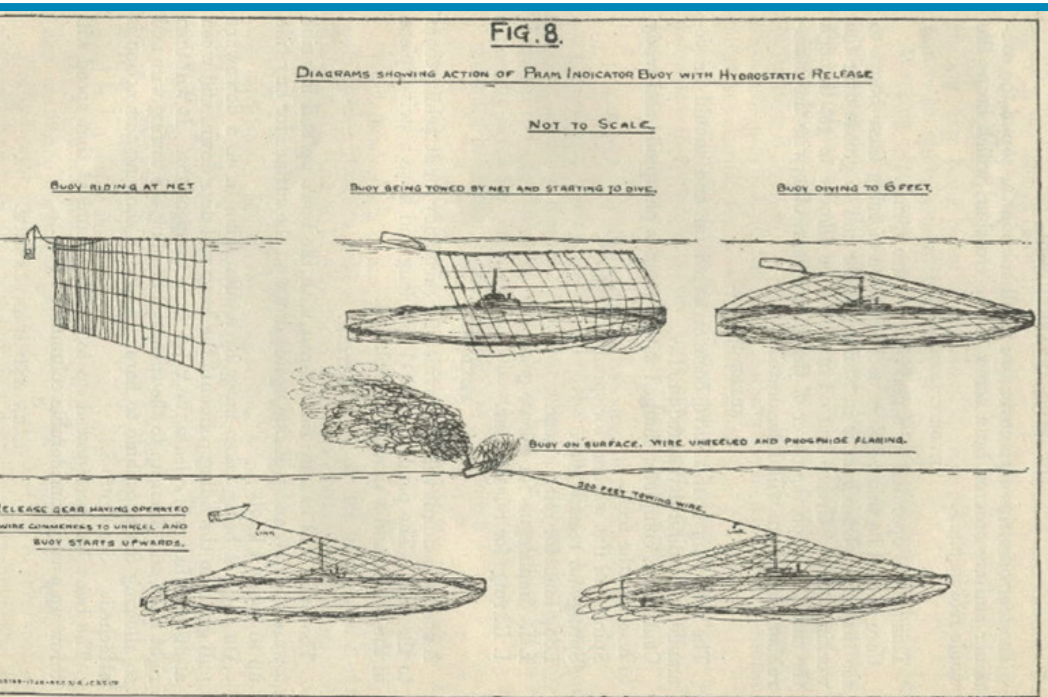 FIG. 8.
DIAGRAMS SHOWING ACTION OF PRAM INDICATOR BUOY WITH HYDROSTATIC RELEASE
NOT TO SCALE
BUOY RIDING AT NET
BUOY BEING TOWED BY NET AND STARTING TO DIVE.
BUOY DIVING TO 6 FEET.
BUOY ON SURFACE. WIRE UNREELED AND PHOSPHIDE FLAMING.
FEET TOWING WIRE.
RELEASE GEAR HAVING OPERATED
WIRE COMMENCES TO UNREEL AND
BUOY STARTS UPWARDS.
LINK
LINK